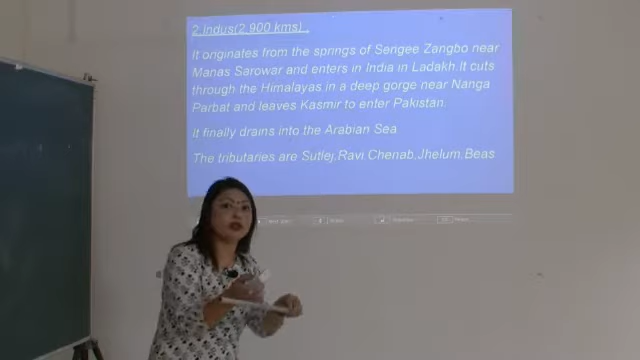 2.Indus(2,900 kms) .
It originates from the springs of Sengee Zangbo near
Manas Sarowar and enters in India in Ladakh.It cuts
through the Himalayas in a deep gorge near Nanga
Parbat and leaves Kasmir to enter Pakistan.
It finally drains into the Arabian Sea
The tributaries are Sutlej,Ravi,Chenab,Jhelum,Beas